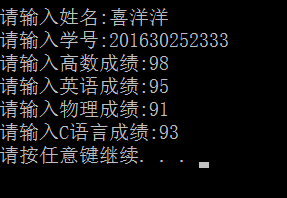 请输入姓名:喜洋洋
请输入学号:201630252333
请输入高数成绩:98
请输入英语成绩:95
请输入物理成绩:91
请输入C语言成绩:93
请按任意键继续. . .